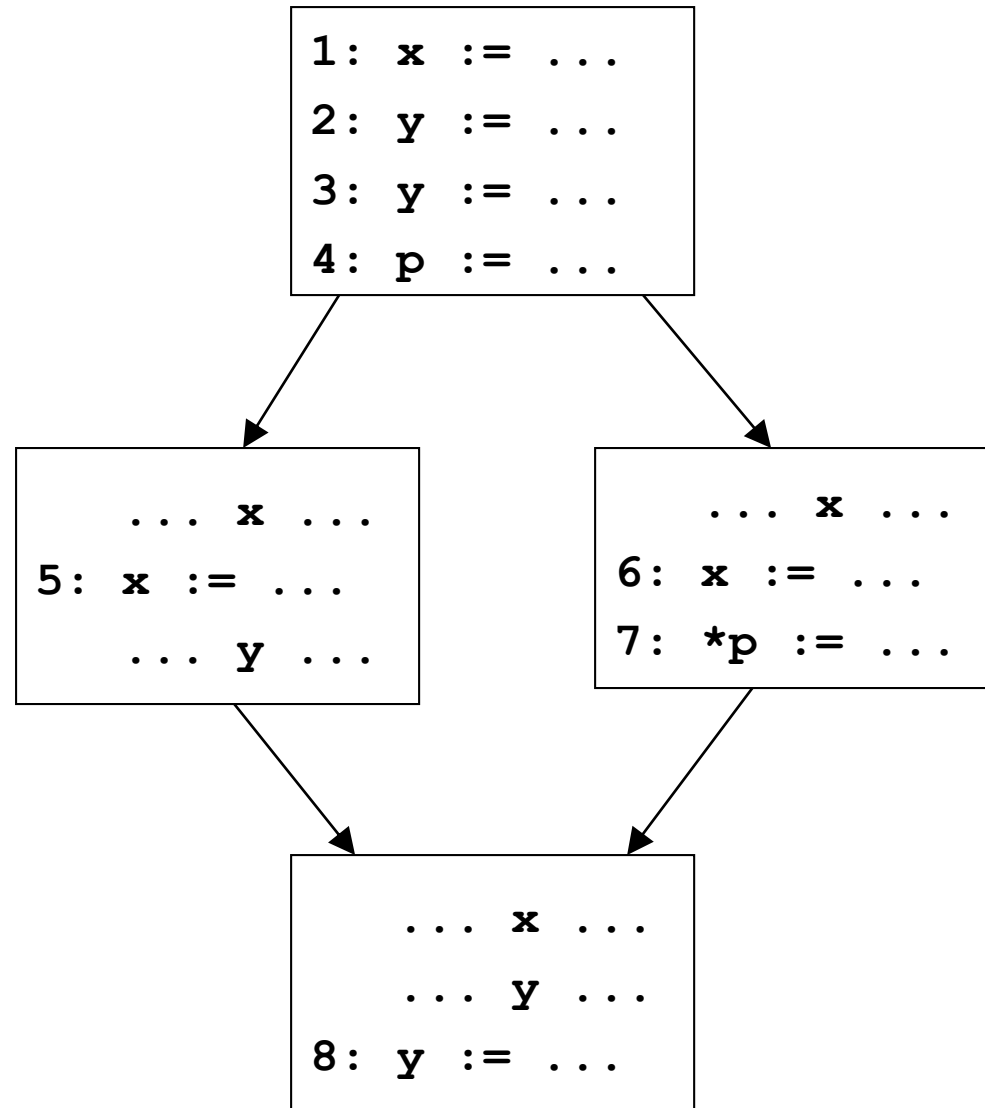 1: x := ...
2: y := ...
3: y := ...
4: p := ...
... x ...
5: x := ...
... y ...
... x ...
6: x := ...
7: *p := ...
... x ...
... y ...
8: y := ...